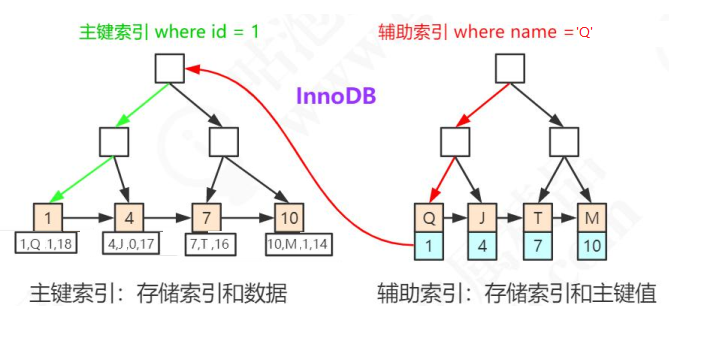 主键索引 where id = 1
辅助索引 where name ='Q'
InnoDB
1
4
7
10
1,Q .1,18
4,J ,0,17
7,T ,16
10,M ,1,14
Q
J
T
M
1
4
7
10
主键索引：存储索引和数据
辅助索引：存储索引和主键值